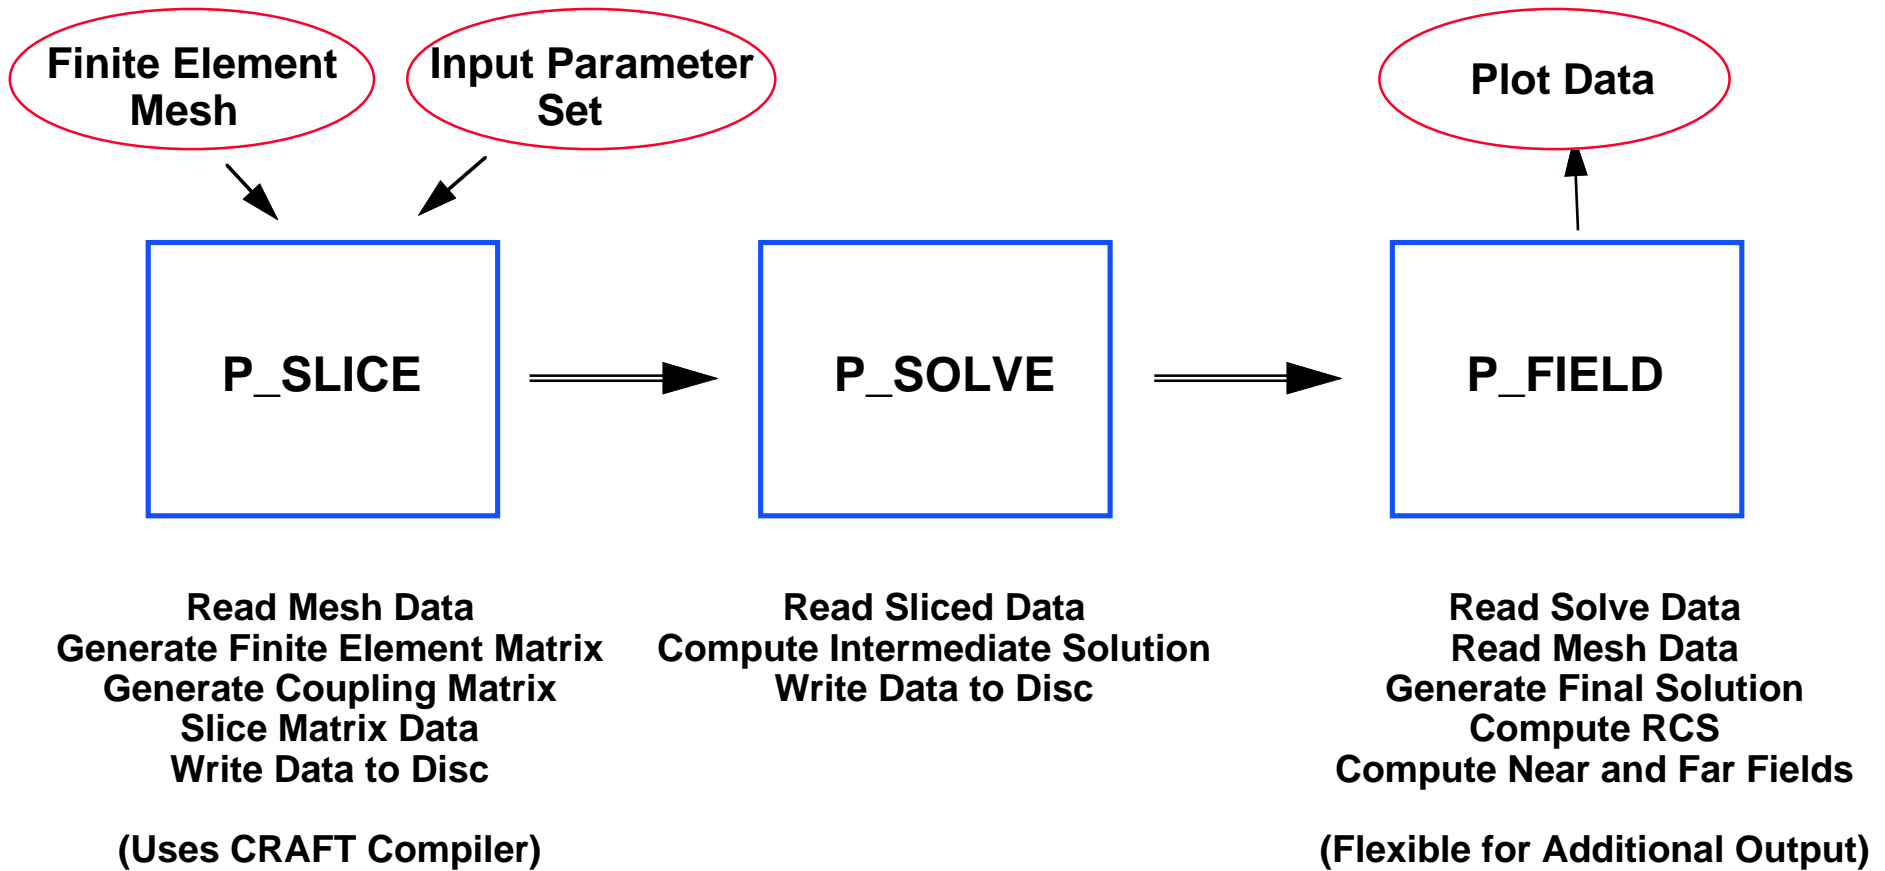 Finite Element
Mesh
Input Parameter
Set
Plot Data
P_SLICE
P_SOLVE
P_FIELD
Read Mesh Data
Generate Finite Element Matrix
Generate Coupling Matrix
Slice Matrix Data
Write Data to Disc
(Uses CRAFT Compiler)
Read Sliced Data
Compute Intermediate Solution
Write Data to Disc
Read Solve Data
Read Mesh Data
Generate Final Solution
Compute RCS
Compute Near and Far Fields
(Flexible for Additional Output)